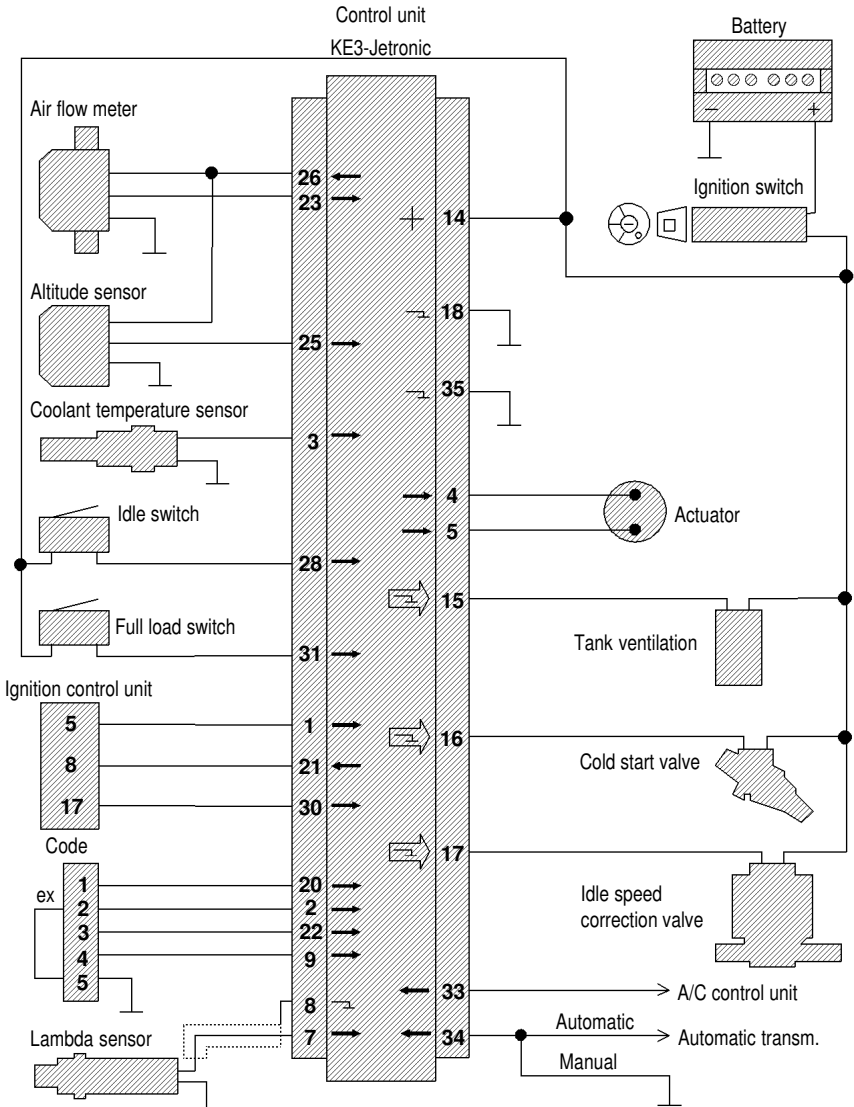 Control unit
KE3-Jetronic
Battery
− +
Air flow meter
26
23
+ 14
Ignition switch
Altitude sensor
18
25
35
Coolant temperature sensor
3
4
5
Actuator
Idle switch
28
15
Tank ventilation
Full load switch
31
Ignition control unit
5 1
8 21
17 30
16
Cold start valve
17
Idle speed
correction valve
Code
ex
1 20
2 2
3 22
4 9
5
8
7
Lambda sensor
33 A/C control unit
34 Automatic Automatic transm.
Manual